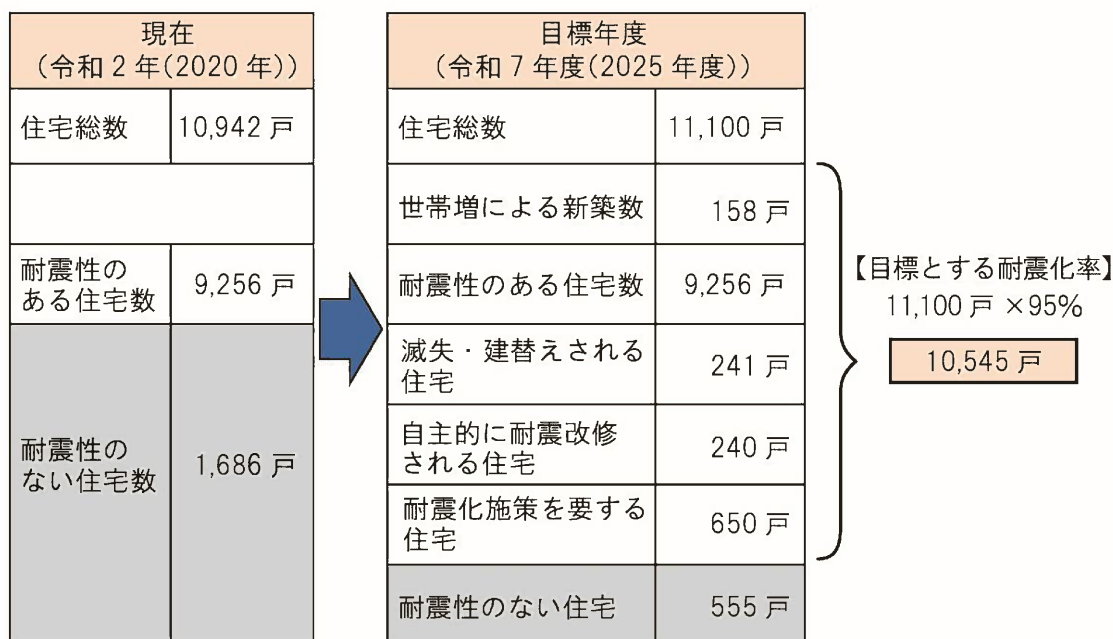 現在
(令和2年(2020年))
住宅総数 10,942戸
耐震性の
ある住宅数 9,256戸
耐震性の
ない住宅数 1,686戸
目標年度
(令和7年度(2025年度))
住宅総数 11,100戸
世帯増による新築数 158戸
耐震性のある住宅数 9,256戸
滅失・建替えされる
住宅 241戸
自主的に耐震改修
される住宅 240戸
耐震化施策を要する
住宅 650戸
耐震性のない住宅 555戸
【目標とする耐震化率】
11,100戸×95%
10,545戸